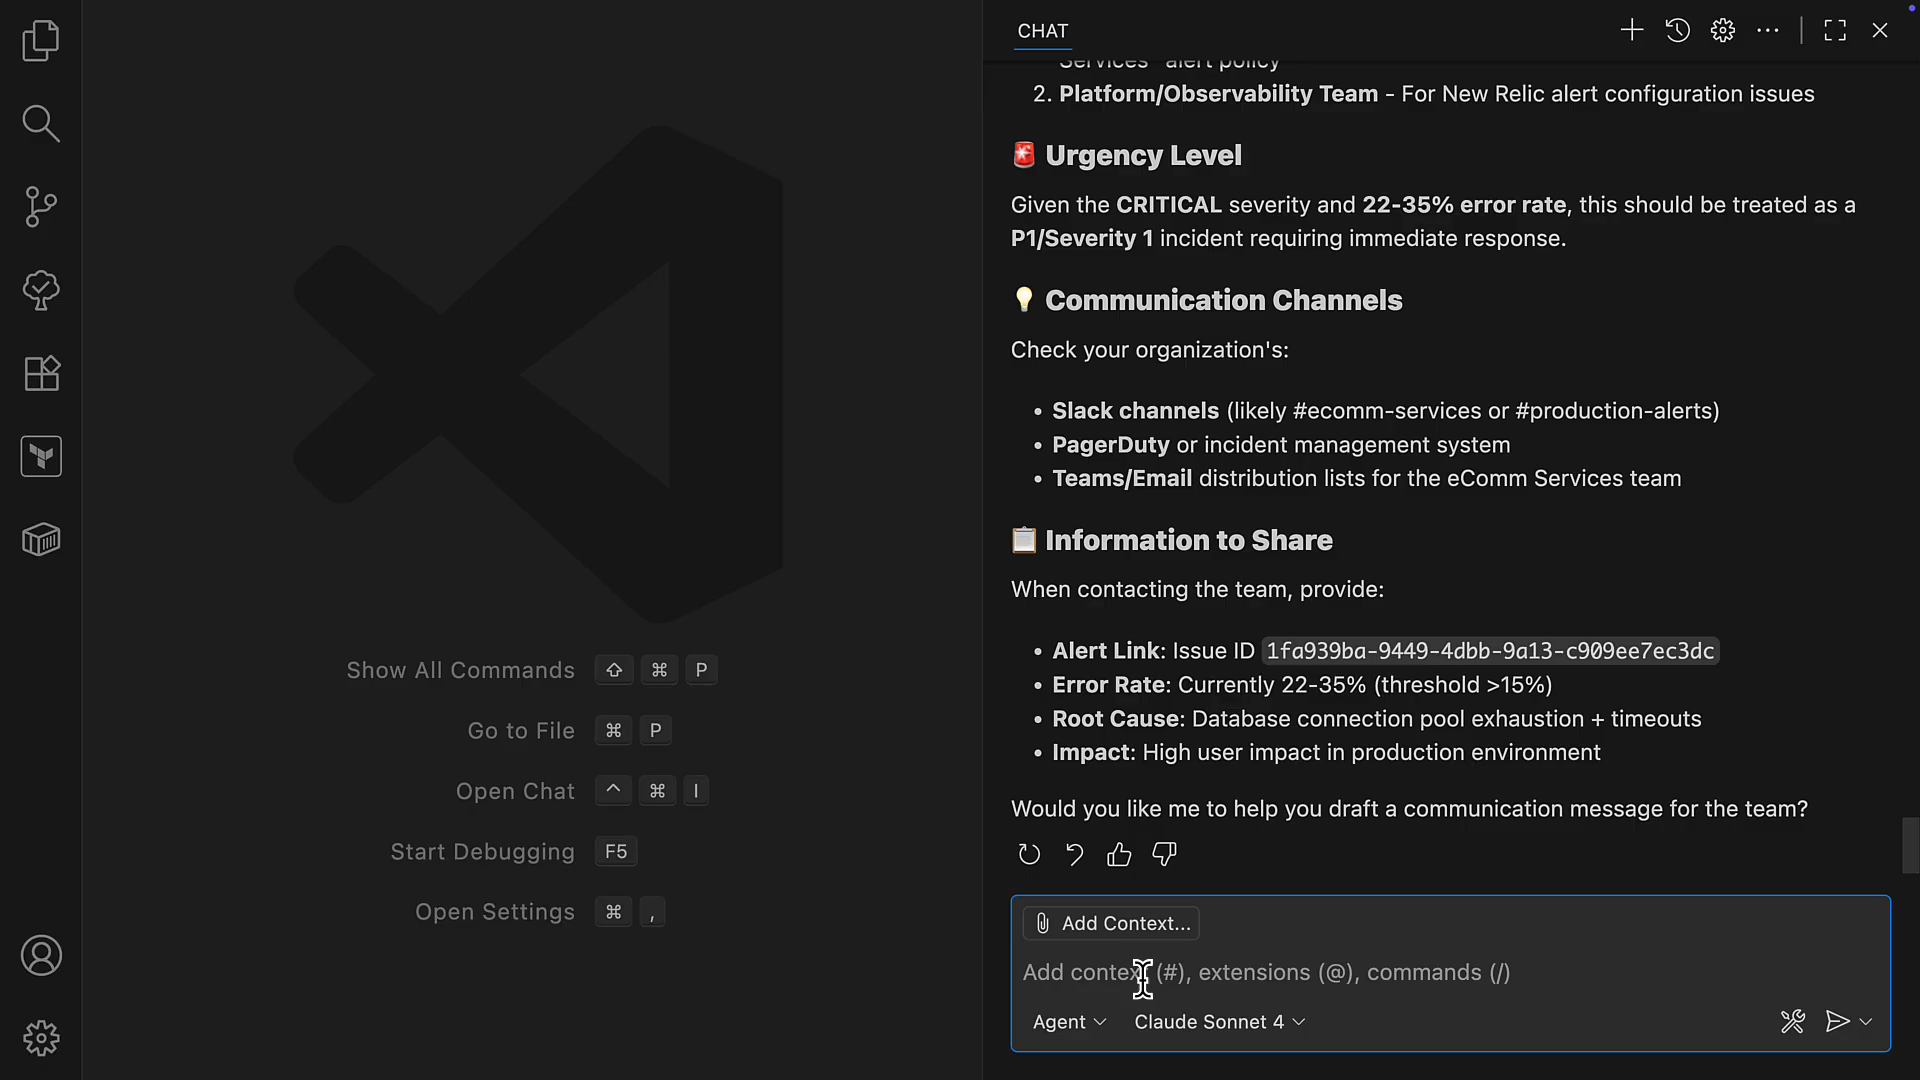 CHAT
Services" alert policy
2. Platform/Observability Team - For New Relic alert configuration issues
Urgency Level
Given the CRITICAL severity and 22-35% error rate, this should be treated as a
P1/Severity 1 incident requiring immediate response.
Communication Channels
Check your organization's:
• Slack channels (likely #ecomm-services or #production-alerts)
• PagerDuty or incident management system
• Teams/Email distribution lists for the eComm Services team
Information to Share
When contacting the team, provide:
• Alert Link: Issue ID 1fa939ba-9449-4dbb-9a13-c909ee7ec3dc
• Error Rate: Currently 22-35% (threshold >15%)
• Root Cause: Database connection pool exhaustion + timeouts
• Impact: High user impact in production environment
Would you like me to help you draft a communication message for the team?
Add Context...
Add context (#), extensions (@), commands (/)
Agent Claude Sonnet 4
Show All Commands ⇧ ⌘ P
Go to File ⌘ P
Open Chat ^ ⌘ I
Start Debugging F5
Open Settings ⌘ ,